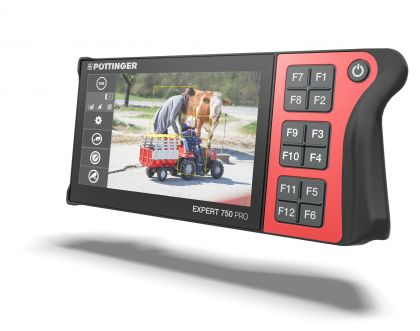 PÖTTINGER
F7 F1
F8 F2
F9 F3
F10 F4
F11 F5
F12 F6
EXPERT 750 PRO